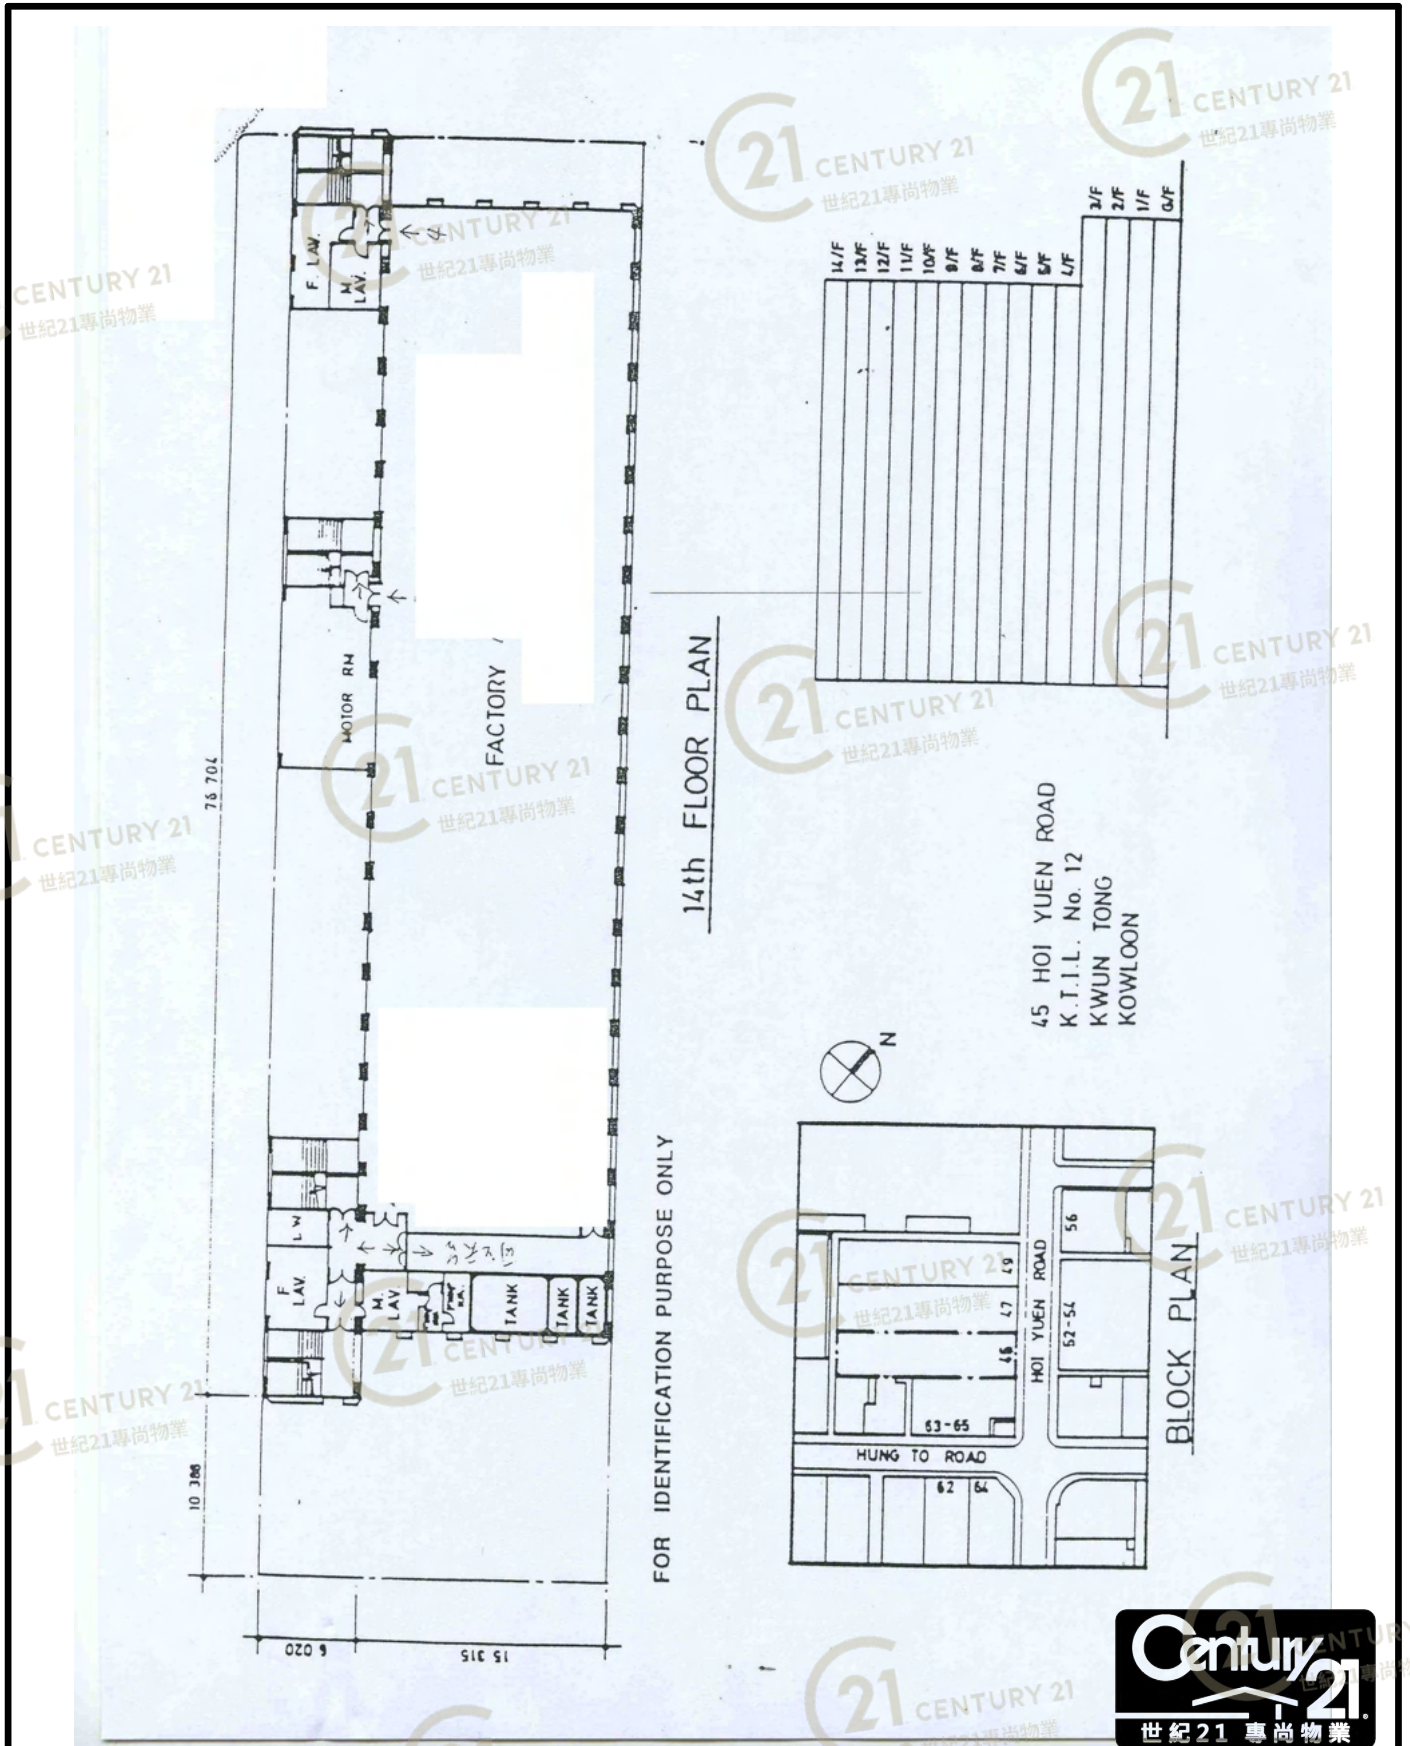 76 704
10 388
6 020
15 315
F. LAV.
M. LAV.
MOTOR RM
FACTORY
L W
F. LAV.
M. LAV.
TANK
TANK
TANK
14th FLOOR PLAN
FOR IDENTIFICATION PURPOSE ONLY
14/F
13/F
12/F
11/F
10/F
9/F
8/F
7/F
6/F
5/F
4/F
3/F
2/F
1/F
G/F
45 HOI YUEN ROAD
K.T.I.L. No. 12
KWUN TONG
KOWLOON
N
49
47
45
HOI YUEN ROAD
56
52-54
63-65
HUNG TO ROAD
62
64
BLOCK PLAN
21 CENTURY 21
世紀21專尚物業
Century 21
世紀21 專尚物業